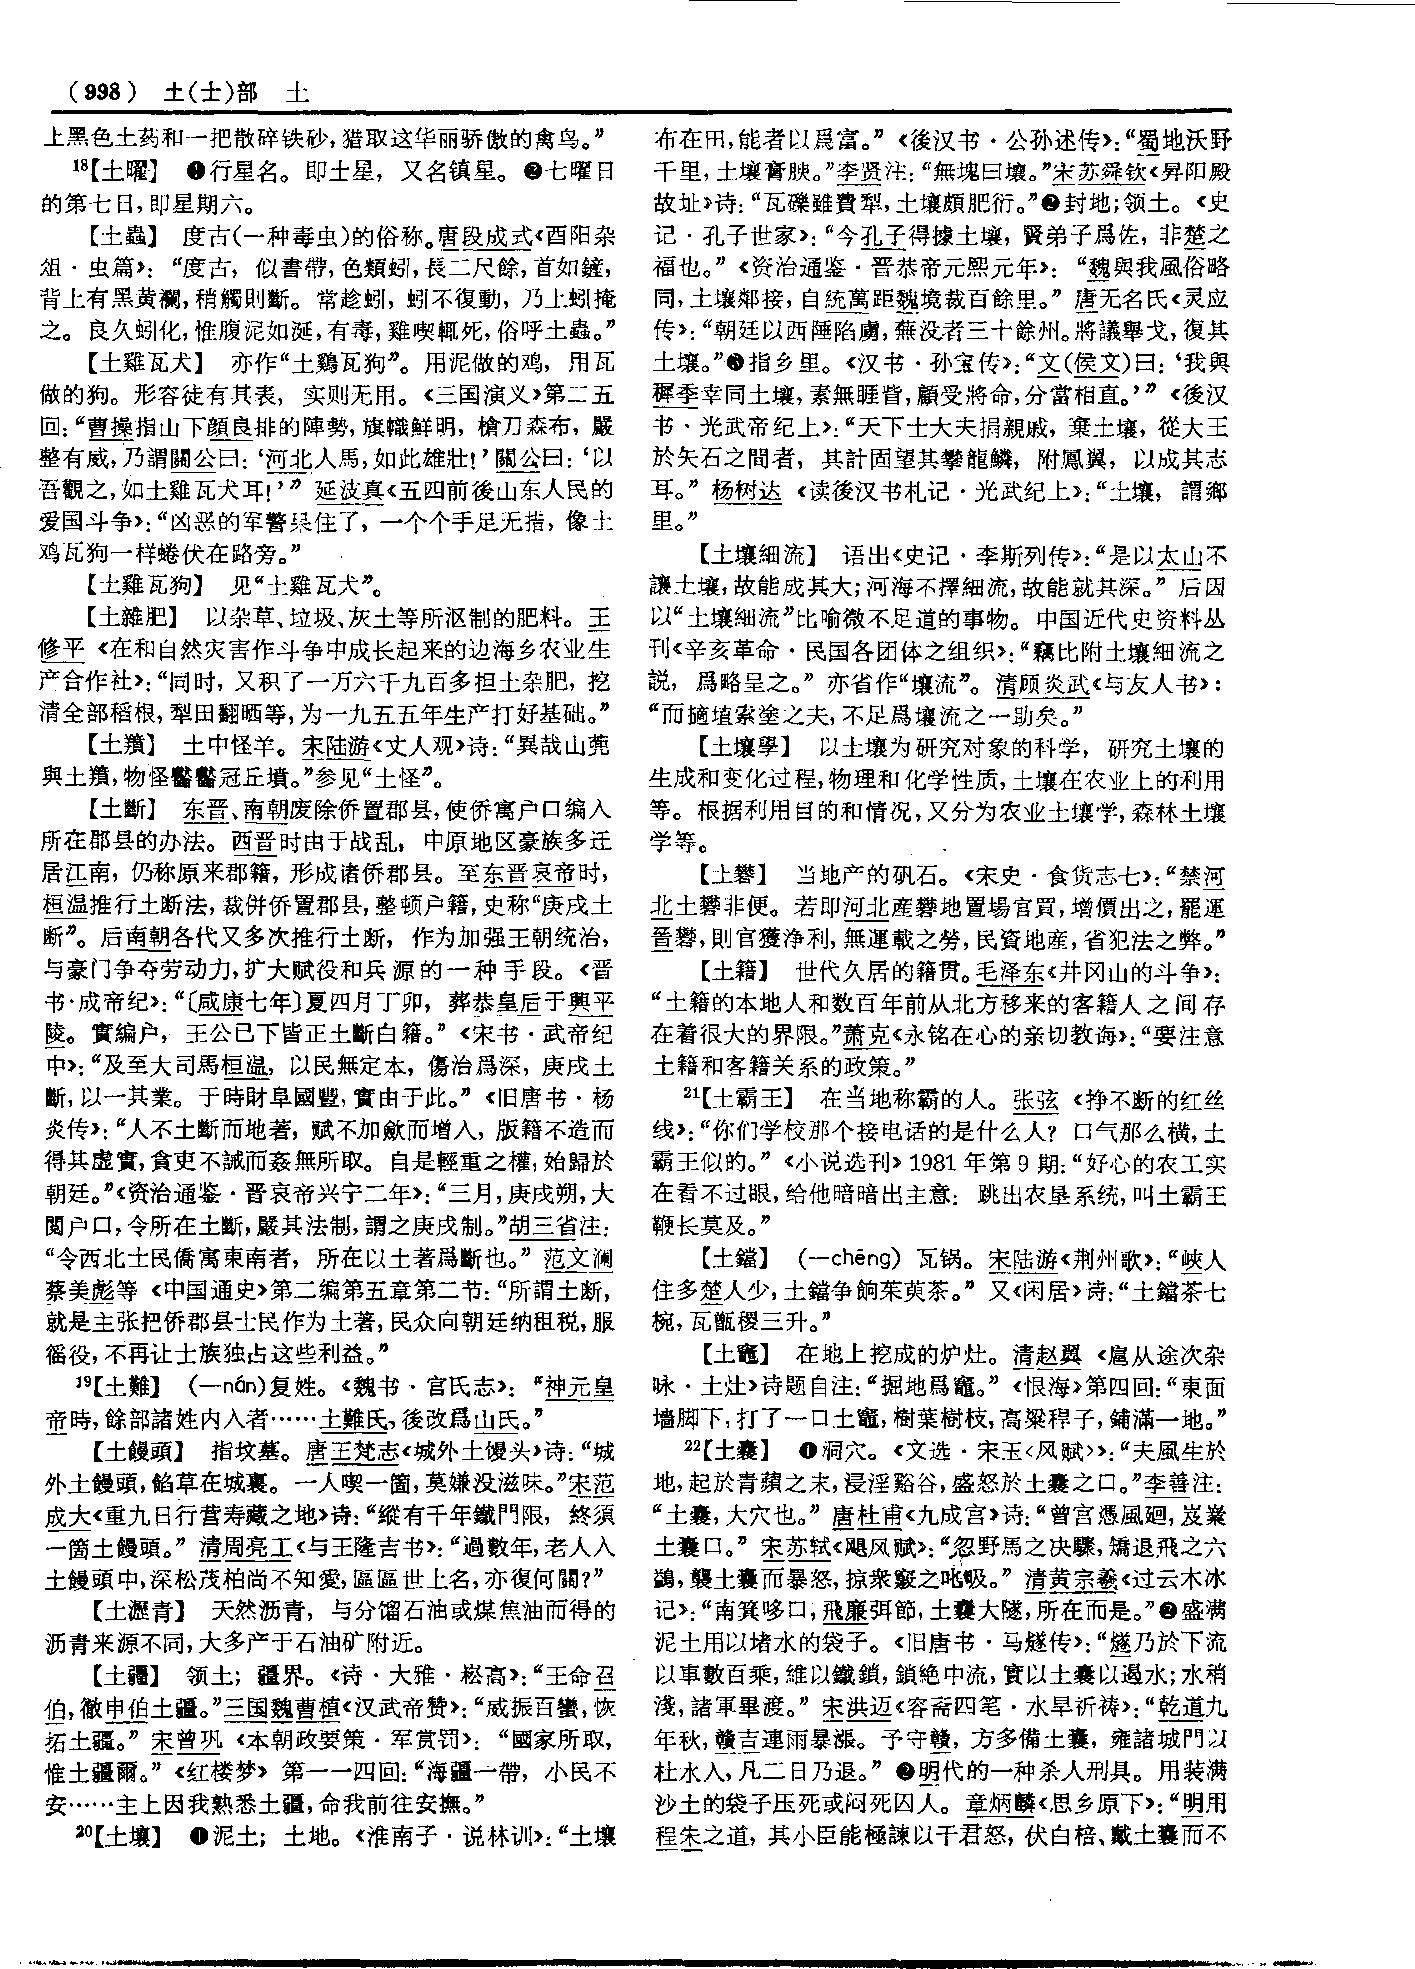 （998） 土(士)部 土
上黑色土药和一把散碎铁砂，猎取这华丽骄傲的禽鸟。”
18【土曜】 ❶行星名。即土星，又名镇星。❷七曜日
的第七日，即星期六。
【土蟲】 度古(一种毒虫)的俗称。唐段成式《酉阳杂
俎·虫篇》：“度古，似書帶，色類蚓，長二尺餘，首如鏟，
背上有黑黄襴，稍觸則斷。常趁蚓，蚓不復動，乃上蚓掩
之。良久蚓化，惟腹泥如涎，有毒，雞喫輒死，俗呼土蟲。”
【土雞瓦犬】 亦作“土鷄瓦狗”。用泥做的鸡，用瓦
做的狗。形容徒有其表，实则无用。《三国演义》第二五
回：“曹操指山下顔良排的陣勢，旗幟鮮明，槍刀森布，嚴
整有威，乃謂關公曰：‘河北人馬，如此雄壯！’關公曰：‘以
吾觀之，如土雞瓦犬耳！’” 延波真《五四前後山东人民的
爱国斗争》：“凶恶的军警呆住了，一个个手足无措，像土
鸡瓦狗一样蜷伏在路旁。”
【土雞瓦狗】 见“土雞瓦犬”。
【土雜肥】 以杂草、垃圾、灰土等所沤制的肥料。王
修平《在和自然灾害作斗争中成长起来的边海乡农业生
产合作社》：“同时，又积了一万六千九百多担土杂肥，挖
清全部稻根，犁田翻晒等，为一九五五年生产打好基础。”
【土羵】 土中怪羊。宋陆游《丈人观》诗：“異哉山薧
與土羵，物怪冠丘墳。”参见“土怪”。
【土斷】 东晋、南朝废除侨置郡县，使侨寓户口编入
所在郡县的办法。西晋时由于战乱，中原地区豪族多迁
居江南，仍称原来郡籍，形成诸侨郡县。至东晋哀帝时，
桓温推行土断法，裁併侨置郡县，整顿户籍，史称“庚戌土
断”。后南朝各代又多次推行土断，作为加强王朝统治，
与豪门争夺劳动力，扩大赋役和兵源的一种手段。《晋
书·成帝纪》：“〔咸康七年〕夏四月丁卯，葬恭皇后于興平
陵。實編户，王公已下皆正土斷白籍。”《宋书·武帝纪
中》：“及至大司馬桓温，以民無定本，傷治爲深，庚戌土
斷，以一其業。于時財阜國豐，實由于此。”《旧唐书·杨
炎传》：“人不土斷而地著，賦不加歛而增入，版籍不造而
得其虚實，貪吏不誡而姦無所取。自是輕重之權，始歸於
朝廷。”《资治通鉴·晋哀帝兴宁二年》：“三月，庚戌朔，大
閲户口，令所在土斷，嚴其法制，謂之庚戌制。”胡三省注：
“令西北士民僑寓東南者，所在以土著爲斷也。” 范文澜
蔡美彪等《中国通史》第二编第五章第二节：“所謂土断，
就是主张把侨郡县士民作为土著，民众向朝廷纳租税，服
徭役，不再让士族独占这些利益。”
19【土難】 (一nán)复姓。《魏书·官氏志》：“神元皇
帝時，餘部諸姓内入者……土難氏，後改爲山氏。”
【土饅頭】 指坟墓。唐王梵志《城外土馒头》诗：“城
外土饅頭，餡草在城裏。一人喫一箇，莫嫌没滋味。”宋范
成大《重九日行营寿藏之地》诗：“縱有千年鐵門限，終須
一箇土饅頭。” 清周亮工《与王隆吉书》：“過數年，老人入
土饅頭中，深松茂柏尚不知愛，區區世上名，亦復何關？”
【土瀝青】 天然沥青，与分馏石油或煤焦油而得的
沥青来源不同，大多产于石油矿附近。
【土疆】 领土；疆界。《诗·大雅·崧高》：“王命召
伯，徹申伯土疆。”三国魏曹植《汉武帝赞》：“威振百蠻，恢
拓土疆。” 宋曾巩《本朝政要策·军赏罚》：“國家所取，
惟土疆爾。”《红楼梦》第一一四回：“海疆一帶，小民不
安……主上因我熟悉土疆，命我前往安撫。”
20【土壤】 ❶泥土；土地。《淮南子·说林训》：“土壤
布在田，能者以爲富。”《後汉书·公孙述传》：“蜀地沃野
千里，土壤膏腴。”李贤注：“無塊曰壤。”宋苏舜钦《昇阳殿
故址》诗：“瓦礫雖費犁，土壤頗肥衍。”❷封地；领土。《史
记·孔子世家》：“今孔子得據土壤，賢弟子爲佐，非楚之
福也。”《资治通鉴·晋恭帝元熙元年》：“魏與我風俗略
同，土壤鄰接，自統萬距魏境裁百餘里。” 唐无名氏《灵应
传》：“朝廷以西陲陷虜，蕪没者三十餘州。將議舉戈，復其
土壤。”❸指乡里。《汉书·孙宝传》：“文(侯文)曰：‘我與
穉季幸同土壤，素無睚眥，顧受將命，分當相直。’”《後汉
书·光武帝纪上》：“天下士大夫捐親戚，棄土壤，從大王
於矢石之間者，其計固望其攀龍鱗，附鳳翼，以成其志
耳。” 杨树达《读後汉书札记·光武纪上》：“土壤，謂鄉
里。”
【土壤細流】 语出《史记·李斯列传》：“是以太山不
讓土壤，故能成其大；河海不擇細流，故能就其深。” 后因
以“土壤細流”比喻微不足道的事物。中国近代史资料丛
刊《辛亥革命·民国各团体之组织》：“竊比附土壤細流之
説，爲略呈之。” 亦省作“壤流”。清顾炎武《与友人书》：
“而擿埴索塗之夫，不足爲壤流之一助矣。”
【土壤學】 以土壤为研究对象的科学，研究土壤的
生成和变化过程，物理和化学性质，土壤在农业上的利用
等。根据利用目的和情况，又分为农业土壤学，森林土壤
学等。
【土礬】 当地产的矾石。《宋史·食货志七》：“禁河
北土礬非便。若即河北産礬地置場官買，增價出之，罷運
晉礬，則官獲净利，無運載之勞，民資地産，省犯法之弊。”
【土籍】 世代久居的籍贯。毛泽东《井冈山的斗争》：
“土籍的本地人和数百年前从北方移来的客籍人之间存
在着很大的界限。”萧克《永铭在心的亲切教诲》：“要注意
土籍和客籍关系的政策。”
21【土霸王】 在当地称霸的人。张弦《挣不断的红丝
线》：“你们学校那个接电话的是什么人？口气那么横，土
霸王似的。”《小说选刊》1981年第9期：“好心的农工实
在看不过眼，给他暗暗出主意：跳出农垦系统，叫土霸王
鞭长莫及。”
【土鐺】 (一chēng) 瓦锅。宋陆游《荆州歌》：“峽人
住多楚人少，土鐺争餉茱萸茶。” 又《闲居》诗：“土鐺茶七
椀，瓦甑稷三升。”
【土竈】 在地上挖成的炉灶。清赵翼《扈从途次杂
咏·土灶》诗题自注：“掘地爲竈。”《恨海》第四回：“東面
墙脚下，打了一口土竈，樹葉樹枝，高粱稈子，鋪滿一地。”
22【土囊】 ❶洞穴。《文选·宋玉〈风赋〉》：“夫風生於
地，起於青蘋之末，浸淫谿谷，盛怒於土囊之口。”李善注：
“土囊，大穴也。” 唐杜甫《九成宫》诗：“曾宫憑風迴，岌嶪
土囊口。” 宋苏轼《飓风赋》：“忽野馬之决驟，矯退飛之六
鷁，襲土囊而暴怒，掠衆竅之叱吸。” 清黄宗羲《过云木冰
记》：“南箕哆口，飛廉弭節，土囊大隧，所在而是。”❷盛满
泥土用以堵水的袋子。《旧唐书·马燧传》：“燧乃於下流
以車數百乘，維以鐵鎖，鎖絶中流，實以土囊以遏水；水稍
淺，諸軍畢渡。” 宋洪迈《容斋四笔·水旱祈祷》：“乾道九
年秋，贛吉連雨暴漲。予守贛，方多備土囊，雍諸城門以
杜水入，凡二日乃退。” ❷明代的一种杀人刑具。用装满
沙土的袋子压死或闷死囚人。章炳麟《思乡原下》：“明用
程朱之道，其小臣能極諫以干君怒，伏白棓、戴土囊而不